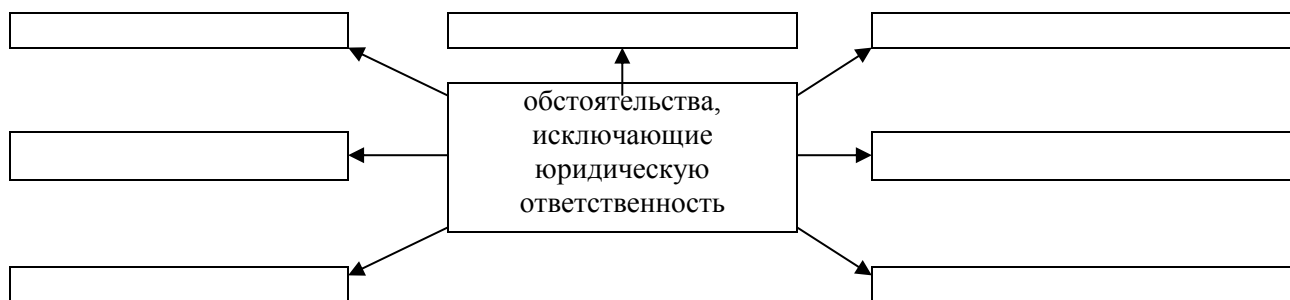 обстоятельства,
исключающие
юридическую
ответственность